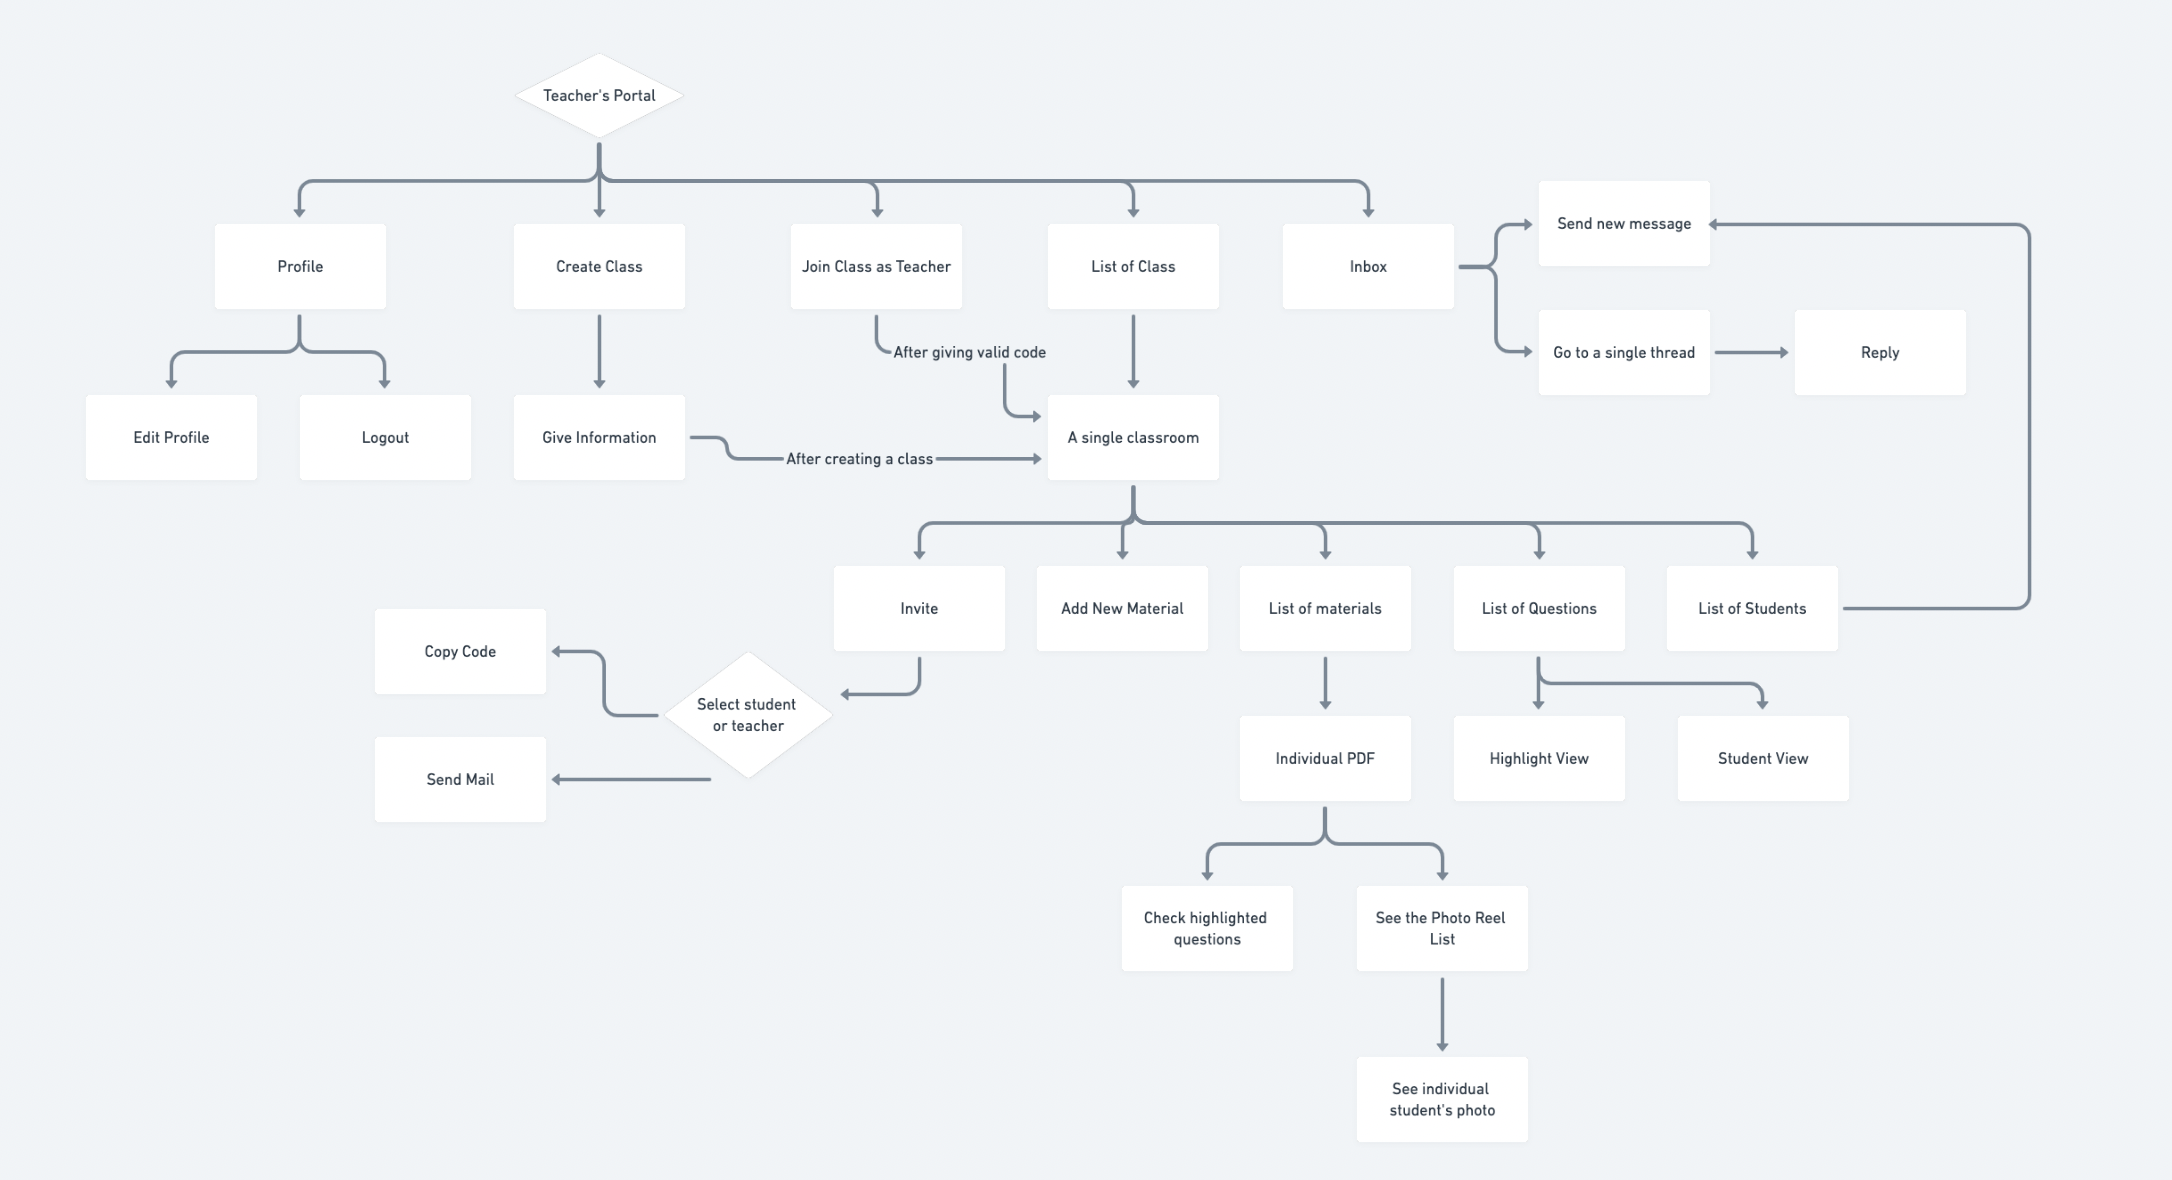 Teacher's Portal
Profile
Create Class
Join Class as Teacher
List of Class
Inbox
Send new message
After giving valid code
Go to a single thread
Reply
Edit Profile
Logout
Give Information
After creating a class
A single classroom
Invite
Add New Material
List of materials
List of Questions
List of Students
Copy Code
Select student
or teacher
Send Mail
Individual PDF
Highlight View
Student View
Check highlighted
questions
See the Photo Reel
List
See individual
student's photo